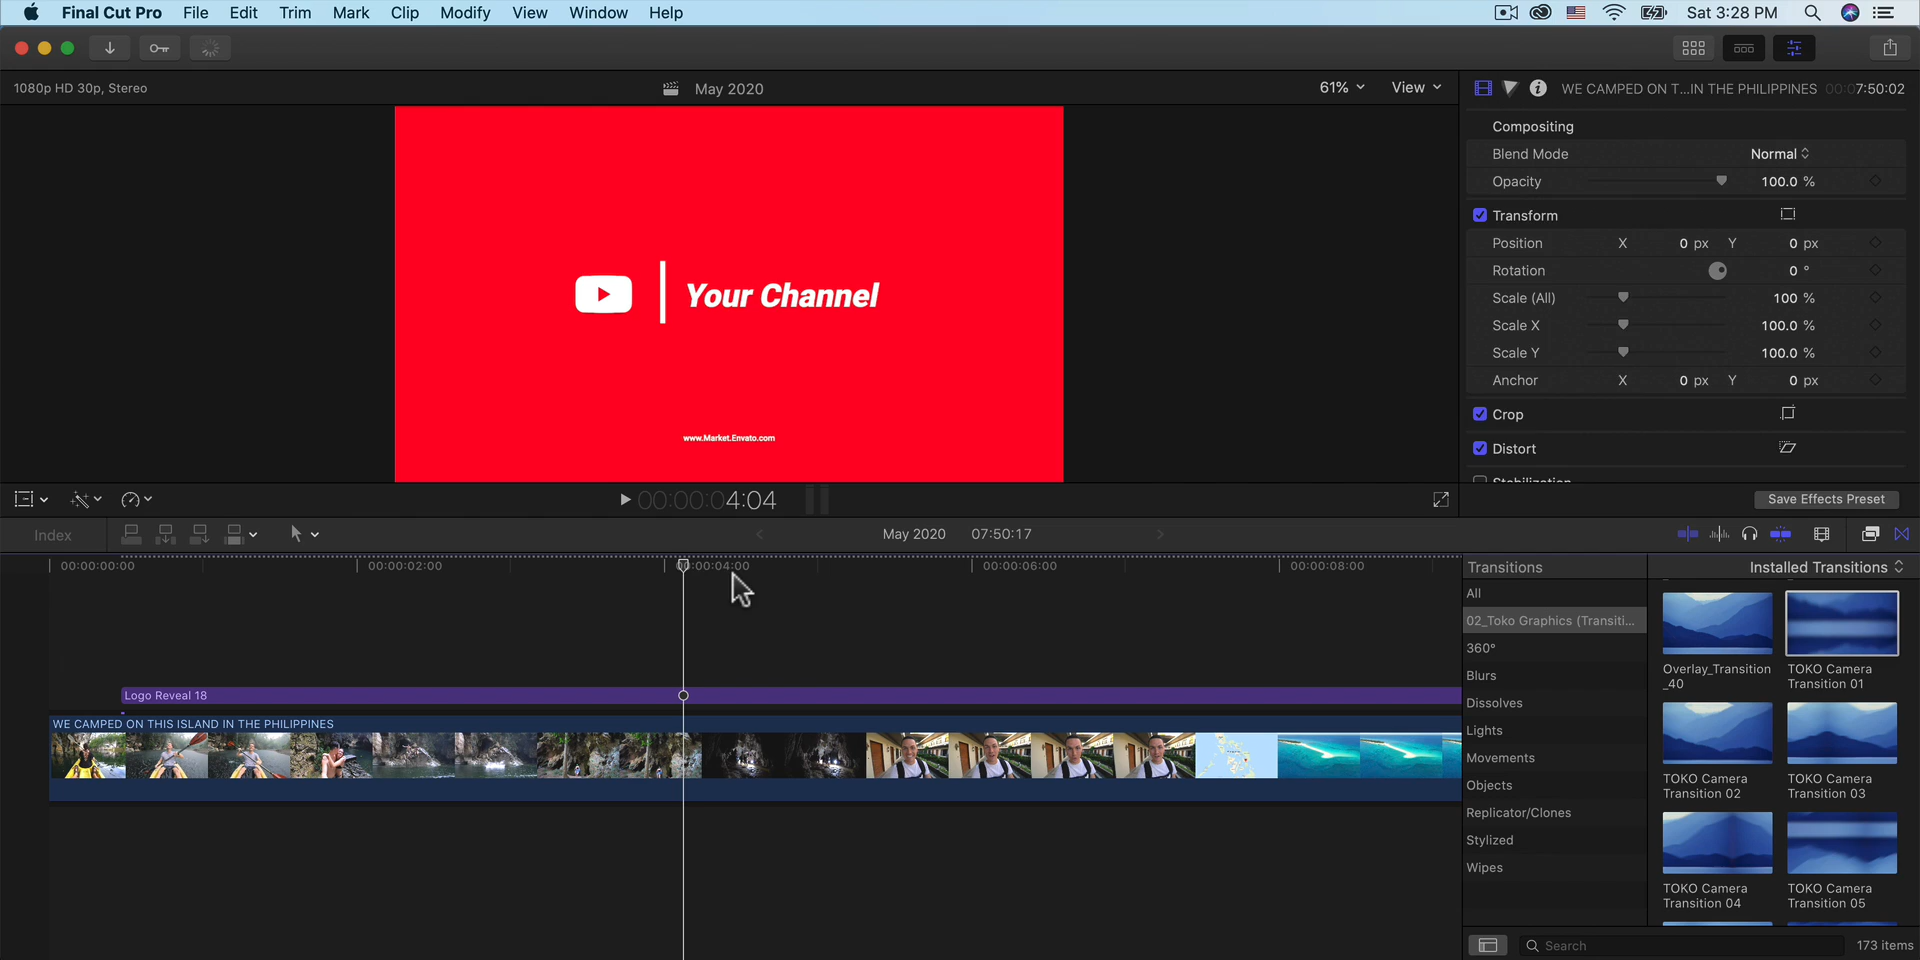 Final Cut Pro File Edit Trim Mark Clip Modify View Window Help Sat 3:28 PM
1080p HD 30p, Stereo May 2020 61% View WE CAMPED ON T...IN THE PHILIPPINES 00:07:50:02
Compositing
Blend Mode Normal
Opacity 100.0 %
Transform
Position X 0 px Y 0 px
Rotation 0 °
Scale (All) 100 %
Scale X 100.0 %
Scale Y 100.0 %
Anchor X 0 px Y 0 px
Crop
Distort
Stabilization
Save Effects Preset
Your Channel
www.Market.Envato.com
00:00:04:04
Index May 2020 07:50:17
00:00:00:00 00:00:02:00 00:00:04:00 00:00:06:00 00:00:08:00
Logo Reveal 18
WE CAMPED ON THIS ISLAND IN THE PHILIPPINES
Transitions Installed Transitions
All
02_Toko Graphics (Transiti...
360°
Blurs
Dissolves
Lights
Movements
Objects
Replicator/Clones
Stylized
Wipes
Overlay_Transition
_40
TOKO Camera
Transition 01
TOKO Camera
Transition 02
TOKO Camera
Transition 03
TOKO Camera
Transition 04
TOKO Camera
Transition 05
Search 173 items